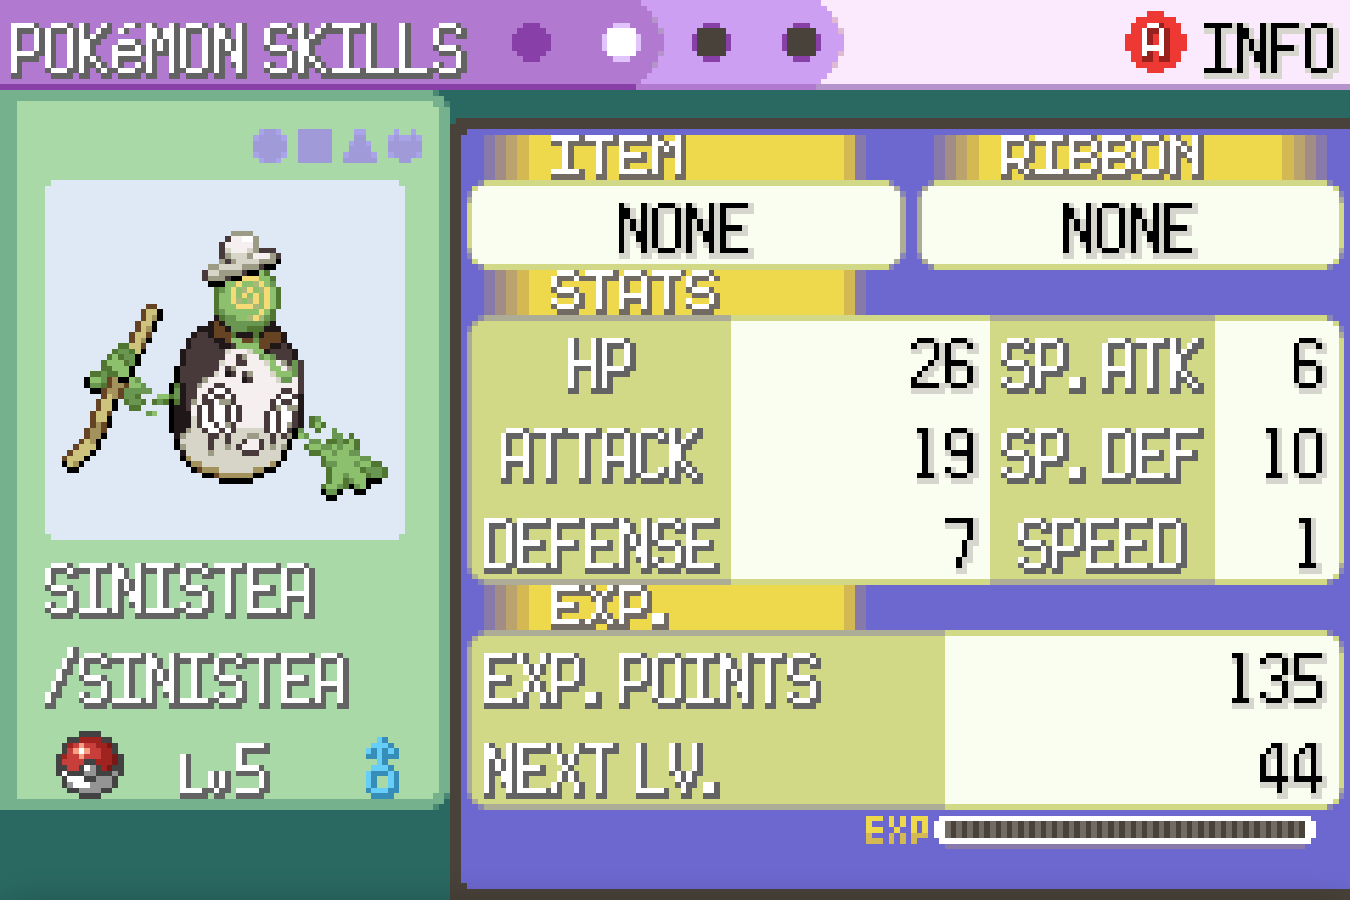 POKéMON SKILLS
A INFO
ITEM RIBBON
NONE NONE
STATS
HP 26 SP. ATK 6
ATTACK 19 SP. DEF 10
DEFENSE 7 SPEED 1
SINISTEA
/SINISTEA
Lv5 ♂
EXP.
EXP. POINTS 135
NEXT LV. 44
EXP